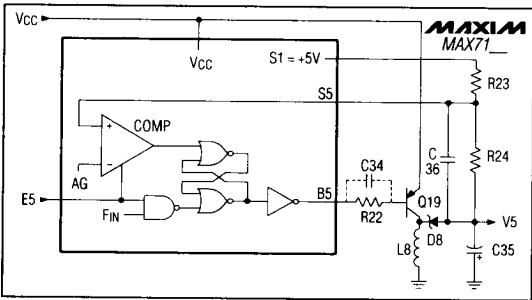 VCC
MAXIM
MAX71__
VCC
S1 = +5V
R23
S5
+
COMP
C
36
R24
-
AG
C34
B5
Q19
E5
FIN
R22
V5
L8
D8
+
C35